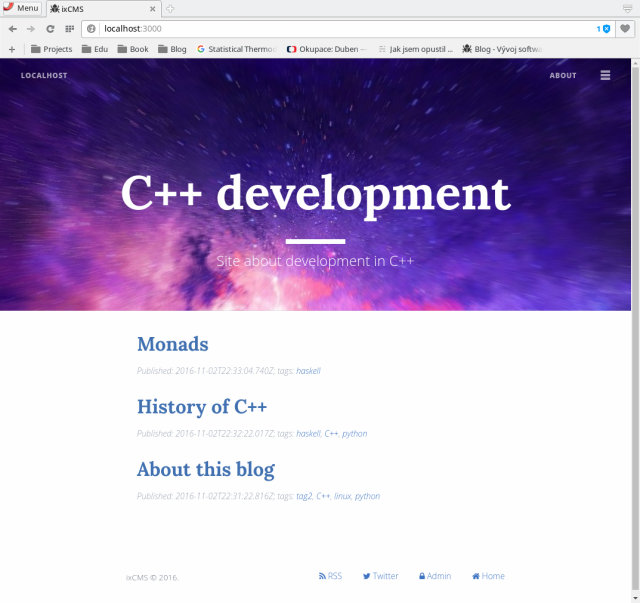 Menu
ixCMS
localhost:3000
1
Projects
Edu
Book
Blog
Statistical Thermod
Okupace: Duben
Jak jsem opustil ...
Blog - Vývoj softwa
LOCALHOST
ABOUT
C++ development
Site about development in C++
Monads
Published: 2016-11-02T22:33:04.740Z; tags: haskell
History of C++
Published: 2016-11-02T22:32:22.017Z; tags: haskell, C++, python
About this blog
Published: 2016-11-02T22:31:22.816Z; tags: tag2, C++, linux, python
ixCMS © 2016.
RSS
Twitter
Admin
Home